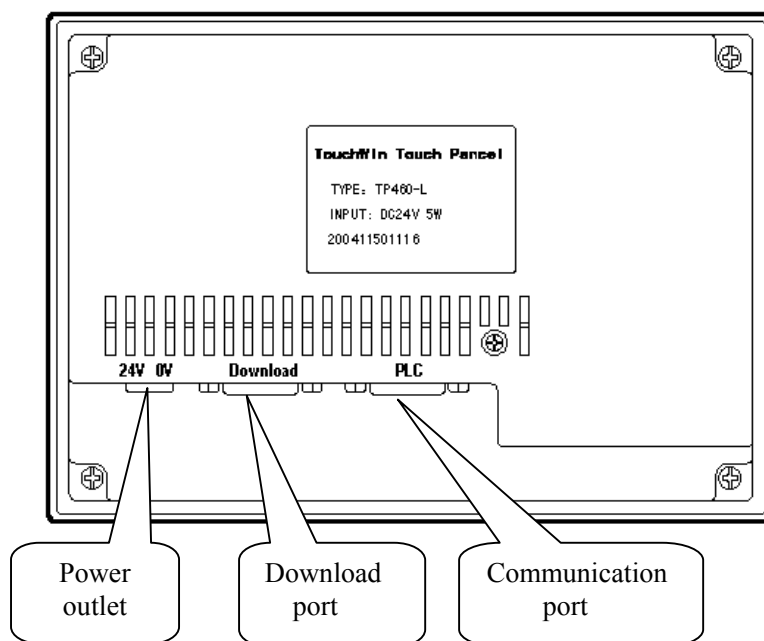 TouchWin Touch Pancel
TYPE: TP460-L
INPUT: DC24V 5W
200411501116
24V 0V
Download
PLC
Power
outlet
Download
port
Communication
port